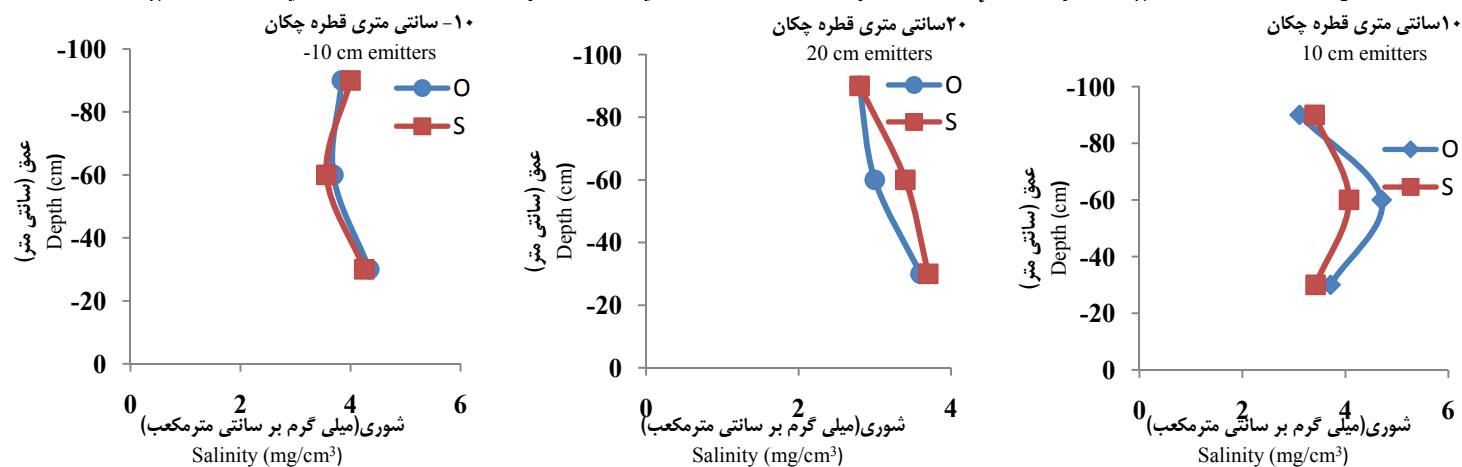 -۱۰ سانتی متری قطره چکان
-10 cm emitters
-100
-80
-60
-40
-20
0
0
2
4
6
O
S
عمق (سانتی متر)
Depth (cm)
شوری(میلی گرم بر سانتی مترمکعب)
Salinity (mg/cm³)
۲۰سانتی متری قطره چکان
20 cm emitters
-100
-80
-60
-40
-20
0
0
2
4
O
S
عمق (سانتی متر)
Depth (cm)
شوری(میلی گرم بر سانتی مترمکعب)
Salinity (mg/cm³)
۱۰سانتی متری قطره چکان
10 cm emitters
-100
-80
-60
-40
-20
0
0
2
4
6
O
S
عمق (سانتی متر)
Depth (cm)
شوری(میلی گرم بر سانتی مترمکعب)
Salinity (mg/cm³)